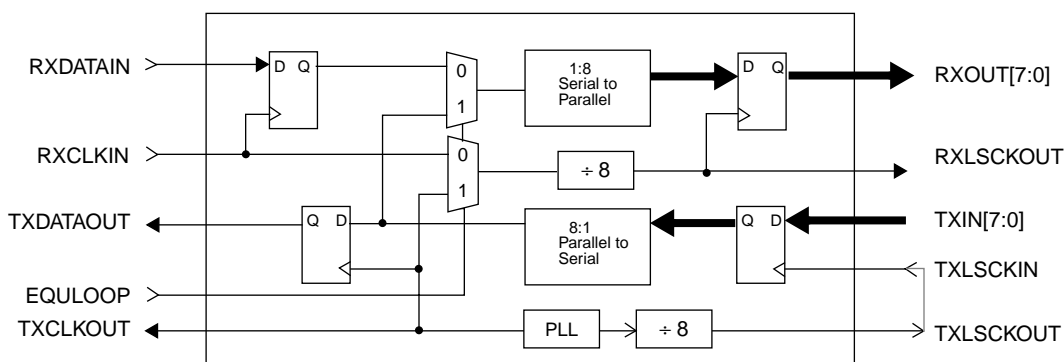 RXDATAIN
D Q
0
1
1:8
Serial to
Parallel
D Q
RXOUT[7:0]
RXCLKIN
0
1
÷ 8
RXLSCKOUT
TXDATAOUT
Q D
8:1
Parallel to
Serial
Q D
TXIN[7:0]
TXLSCKIN
EQULOOP
TXCLKOUT
PLL
÷ 8
TXLSCKOUT